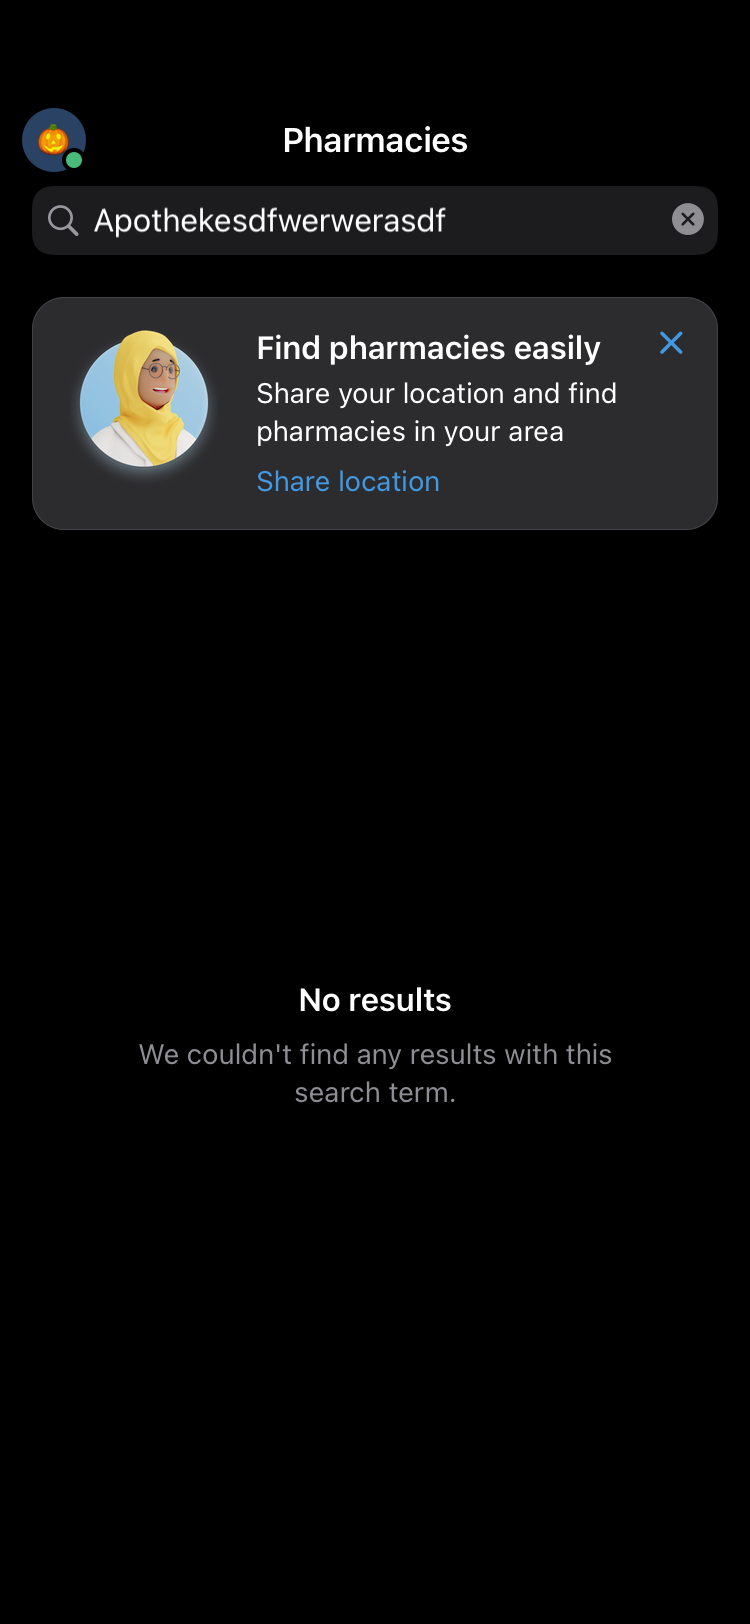 Pharmacies
Apothekesdfwerwerasdf
Find pharmacies easily
Share your location and find
pharmacies in your area
Share location
No results
We couldn't find any results with this
search term.